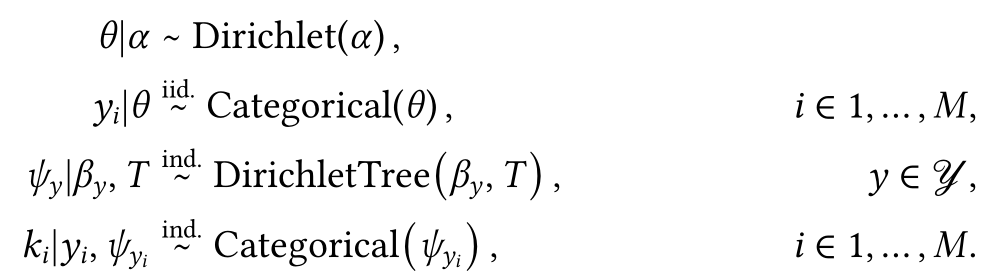 θ|α ~ Dirichlet(α),
y_i|θ iid. ~ Categorical(θ), i ∈ 1, … , M,
ψ_y|β_y, T ind. ~ DirichletTree(β_y, T), y ∈ 𝒴,
k_i|y_i, ψ_{y_i} ind. ~ Categorical(ψ_{y_i}), i ∈ 1, … , M.